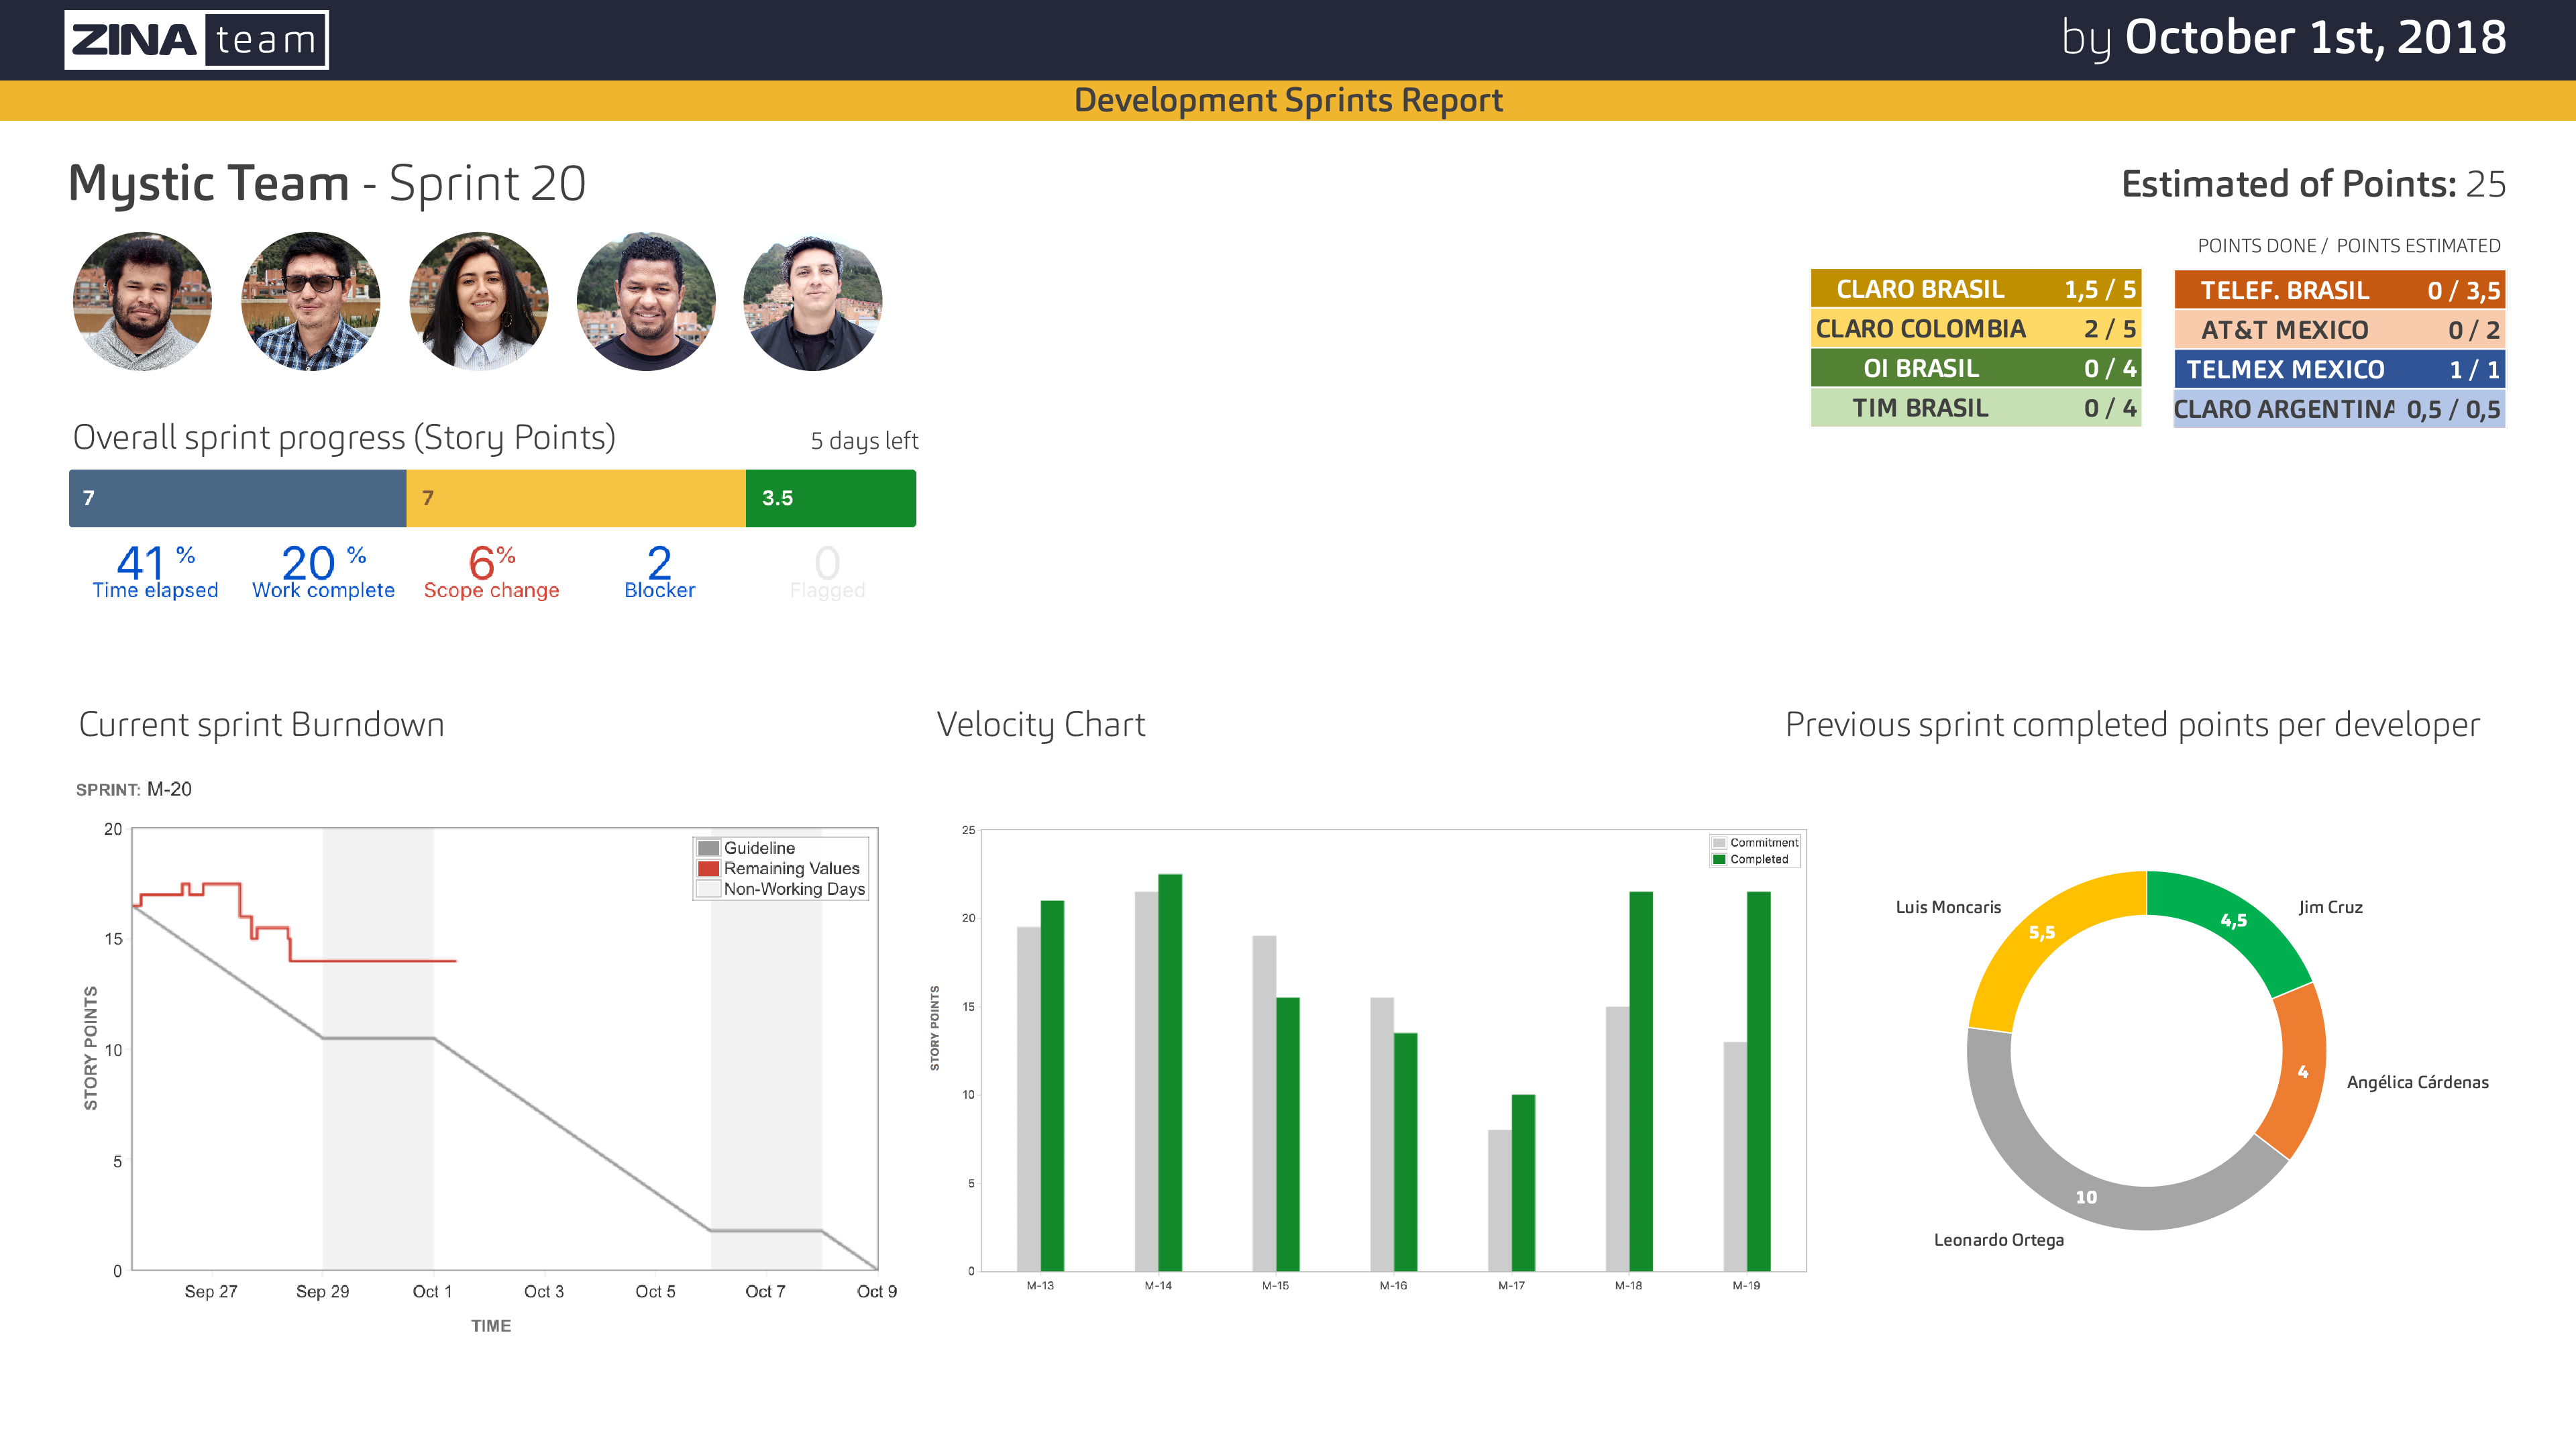 ZINA team
by October 1st, 2018
Development Sprints Report
Mystic Team - Sprint 20
Estimated of Points: 25
POINTS DONE / POINTS ESTIMATED
CLARO BRASIL 1,5 / 5
CLARO COLOMBIA 2 / 5
OI BRASIL 0 / 4
TIM BRASIL 0 / 4
TELEF. BRASIL 0 / 3,5
AT&T MEXICO 0 / 2
TELMEX MEXICO 1 / 1
CLARO ARGENTINA 0,5 / 0,5
Overall sprint progress (Story Points) 5 days left
7 7 3.5
41 % 20 % 6% 2 0
Time elapsed Work complete Scope change Blocker Flagged
Current sprint Burndown
SPRINT: M-20
20
15
10
5
0
STORY POINTS
Guideline
Remaining Values
Non-Working Days
Sep 27 Sep 29 Oct 1 Oct 3 Oct 5 Oct 7 Oct 9
TIME
Velocity Chart
25
20
15
10
5
0
STORY POINTS
Commitment
Completed
M-13 M-14 M-15 M-16 M-17 M-18 M-19
Previous sprint completed points per developer
Luis Moncaris
5,5
4,5
Jim Cruz
4
Angélica Cárdenas
10
Leonardo Ortega